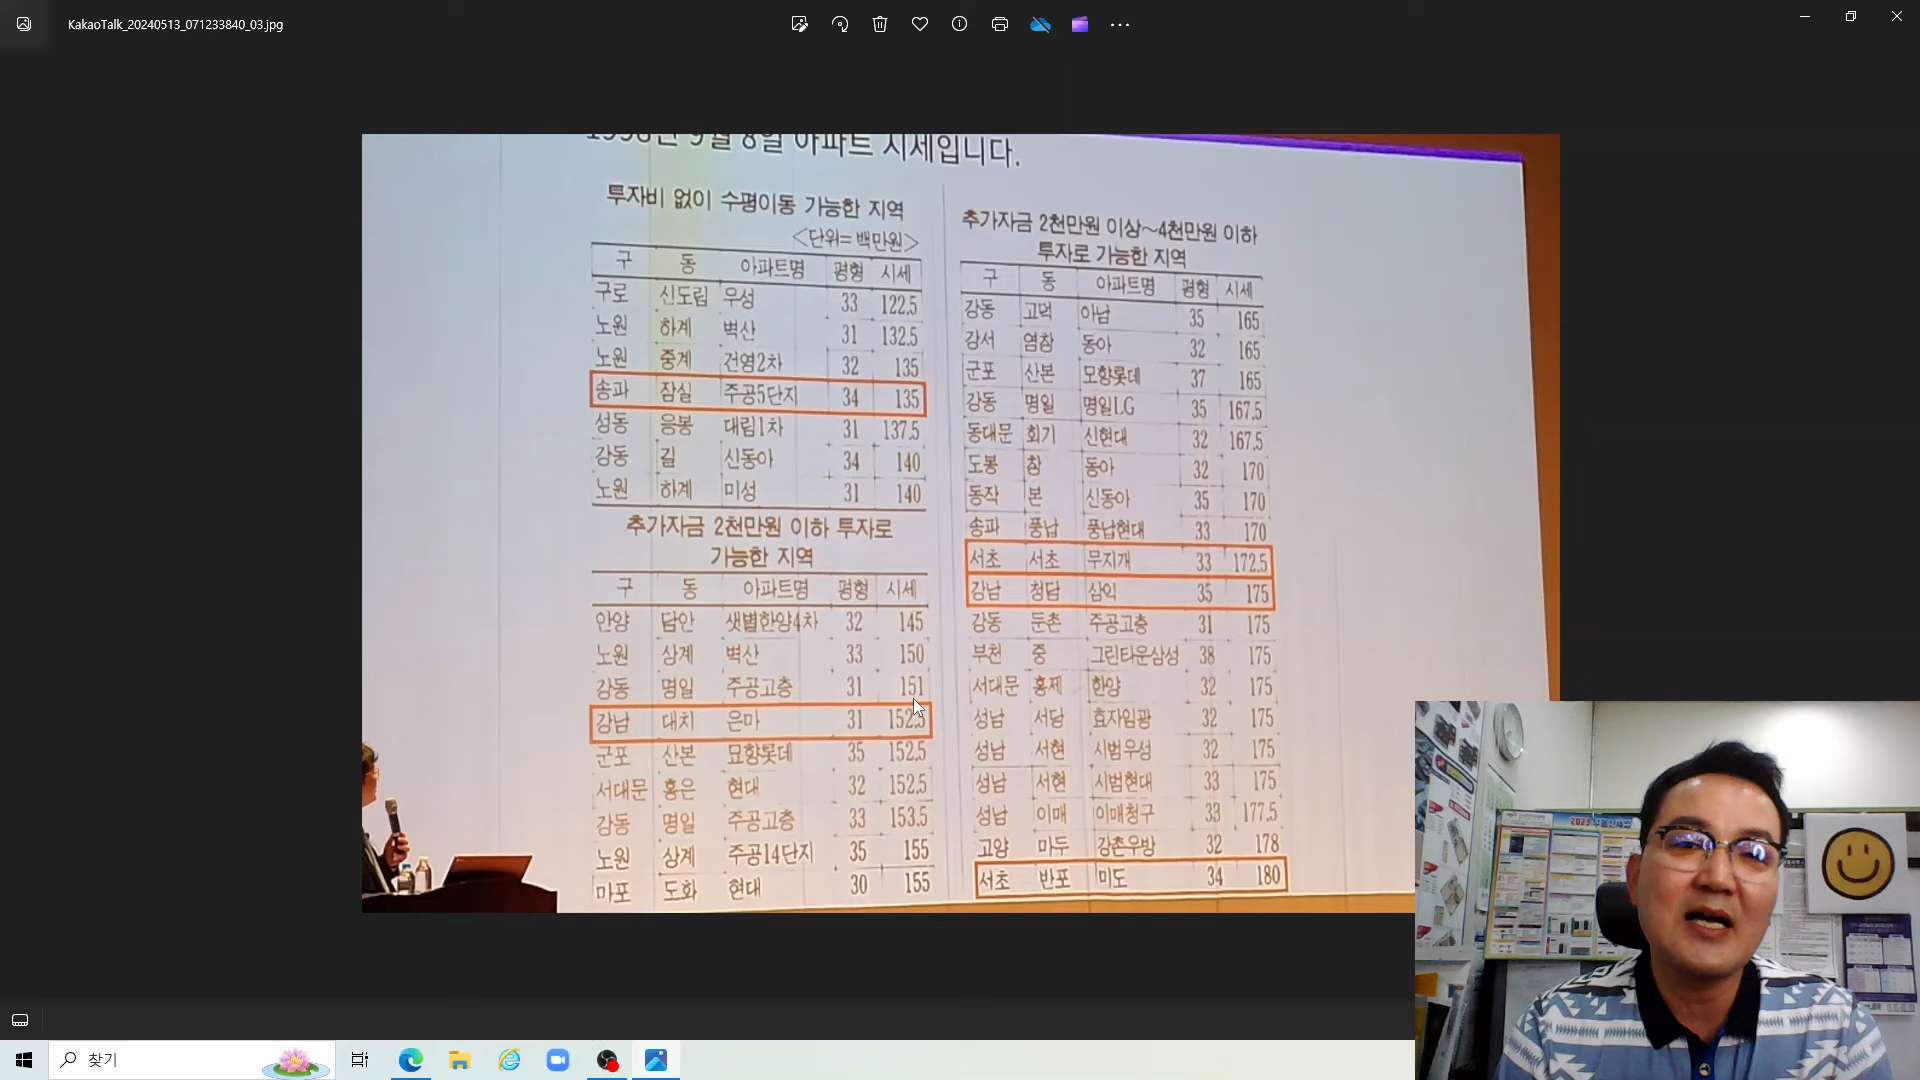 KakaoTalk_20240513_071233840_03.jpg
8일 아파트 시세입니다.
투자비 없이 수평이동 가능한 지역
<단위= 백만원>
구 동 아파트명 평형 시세
구로 신도림 우성 33 122.5
노원 하계 벽산 31 132.5
노원 중계 건영2차 32 135
송파 잠실 주공5단지 34 135
성동 응봉 대림1차 31 137.5
강동 길 신동아 34 140
노원 하계 미성 31 140
추가자금 2천만원 이하 투자로
가능한 지역
구 동 아파트명 평형 시세
안양 담안 샛별한양4차 32 145
노원 상계 벽산 33 150
강동 명일 주공고층 31 151
강남 대치 은마 31 152.5
군포 산본 묘향롯데 35 152.5
서대문 홍은 현대 32 152.5
강동 명일 주공고층 33 153.5
노원 상계 주공14단지 35 155
마포 도화 현대 30 155
추가자금 2천만원 이상~4천만원 이하
투자로 가능한 지역
구 동 아파트명 평형 시세
강동 고덕 아남 35 165
강서 염창 동아 32 165
군포 산본 모향롯데 37 165
강동 명일 명일LG 35 167.5
동대문 회기 신현대 32 167.5
도봉 창 동아 32 170
동작 본 신동아 35 170
송파 풍납 풍납현대 33 170
서초 서초 무지개 33 172.5
강남 청담 삼익 35 175
강동 둔촌 주공고층 31 175
부천 중 그린타운삼성 38 175
서대문 홍제 한양 32 175
성남 서당 효자임광 32 175
성남 서현 시범우성 32 175
성남 서현 시범현대 33 175
성남 이매 이매청구 33 177.5
고양 마두 강촌우방 32 178
서초 반포 미도 34 180
찾기